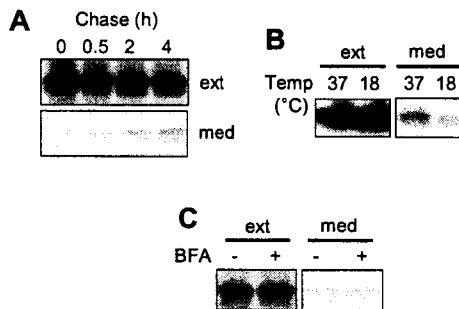 A
Chase (h)
0 0.5 2 4
ext
med
B
ext med
Temp 37 18 37 18
(°C)
C
ext med
BFA - + - +